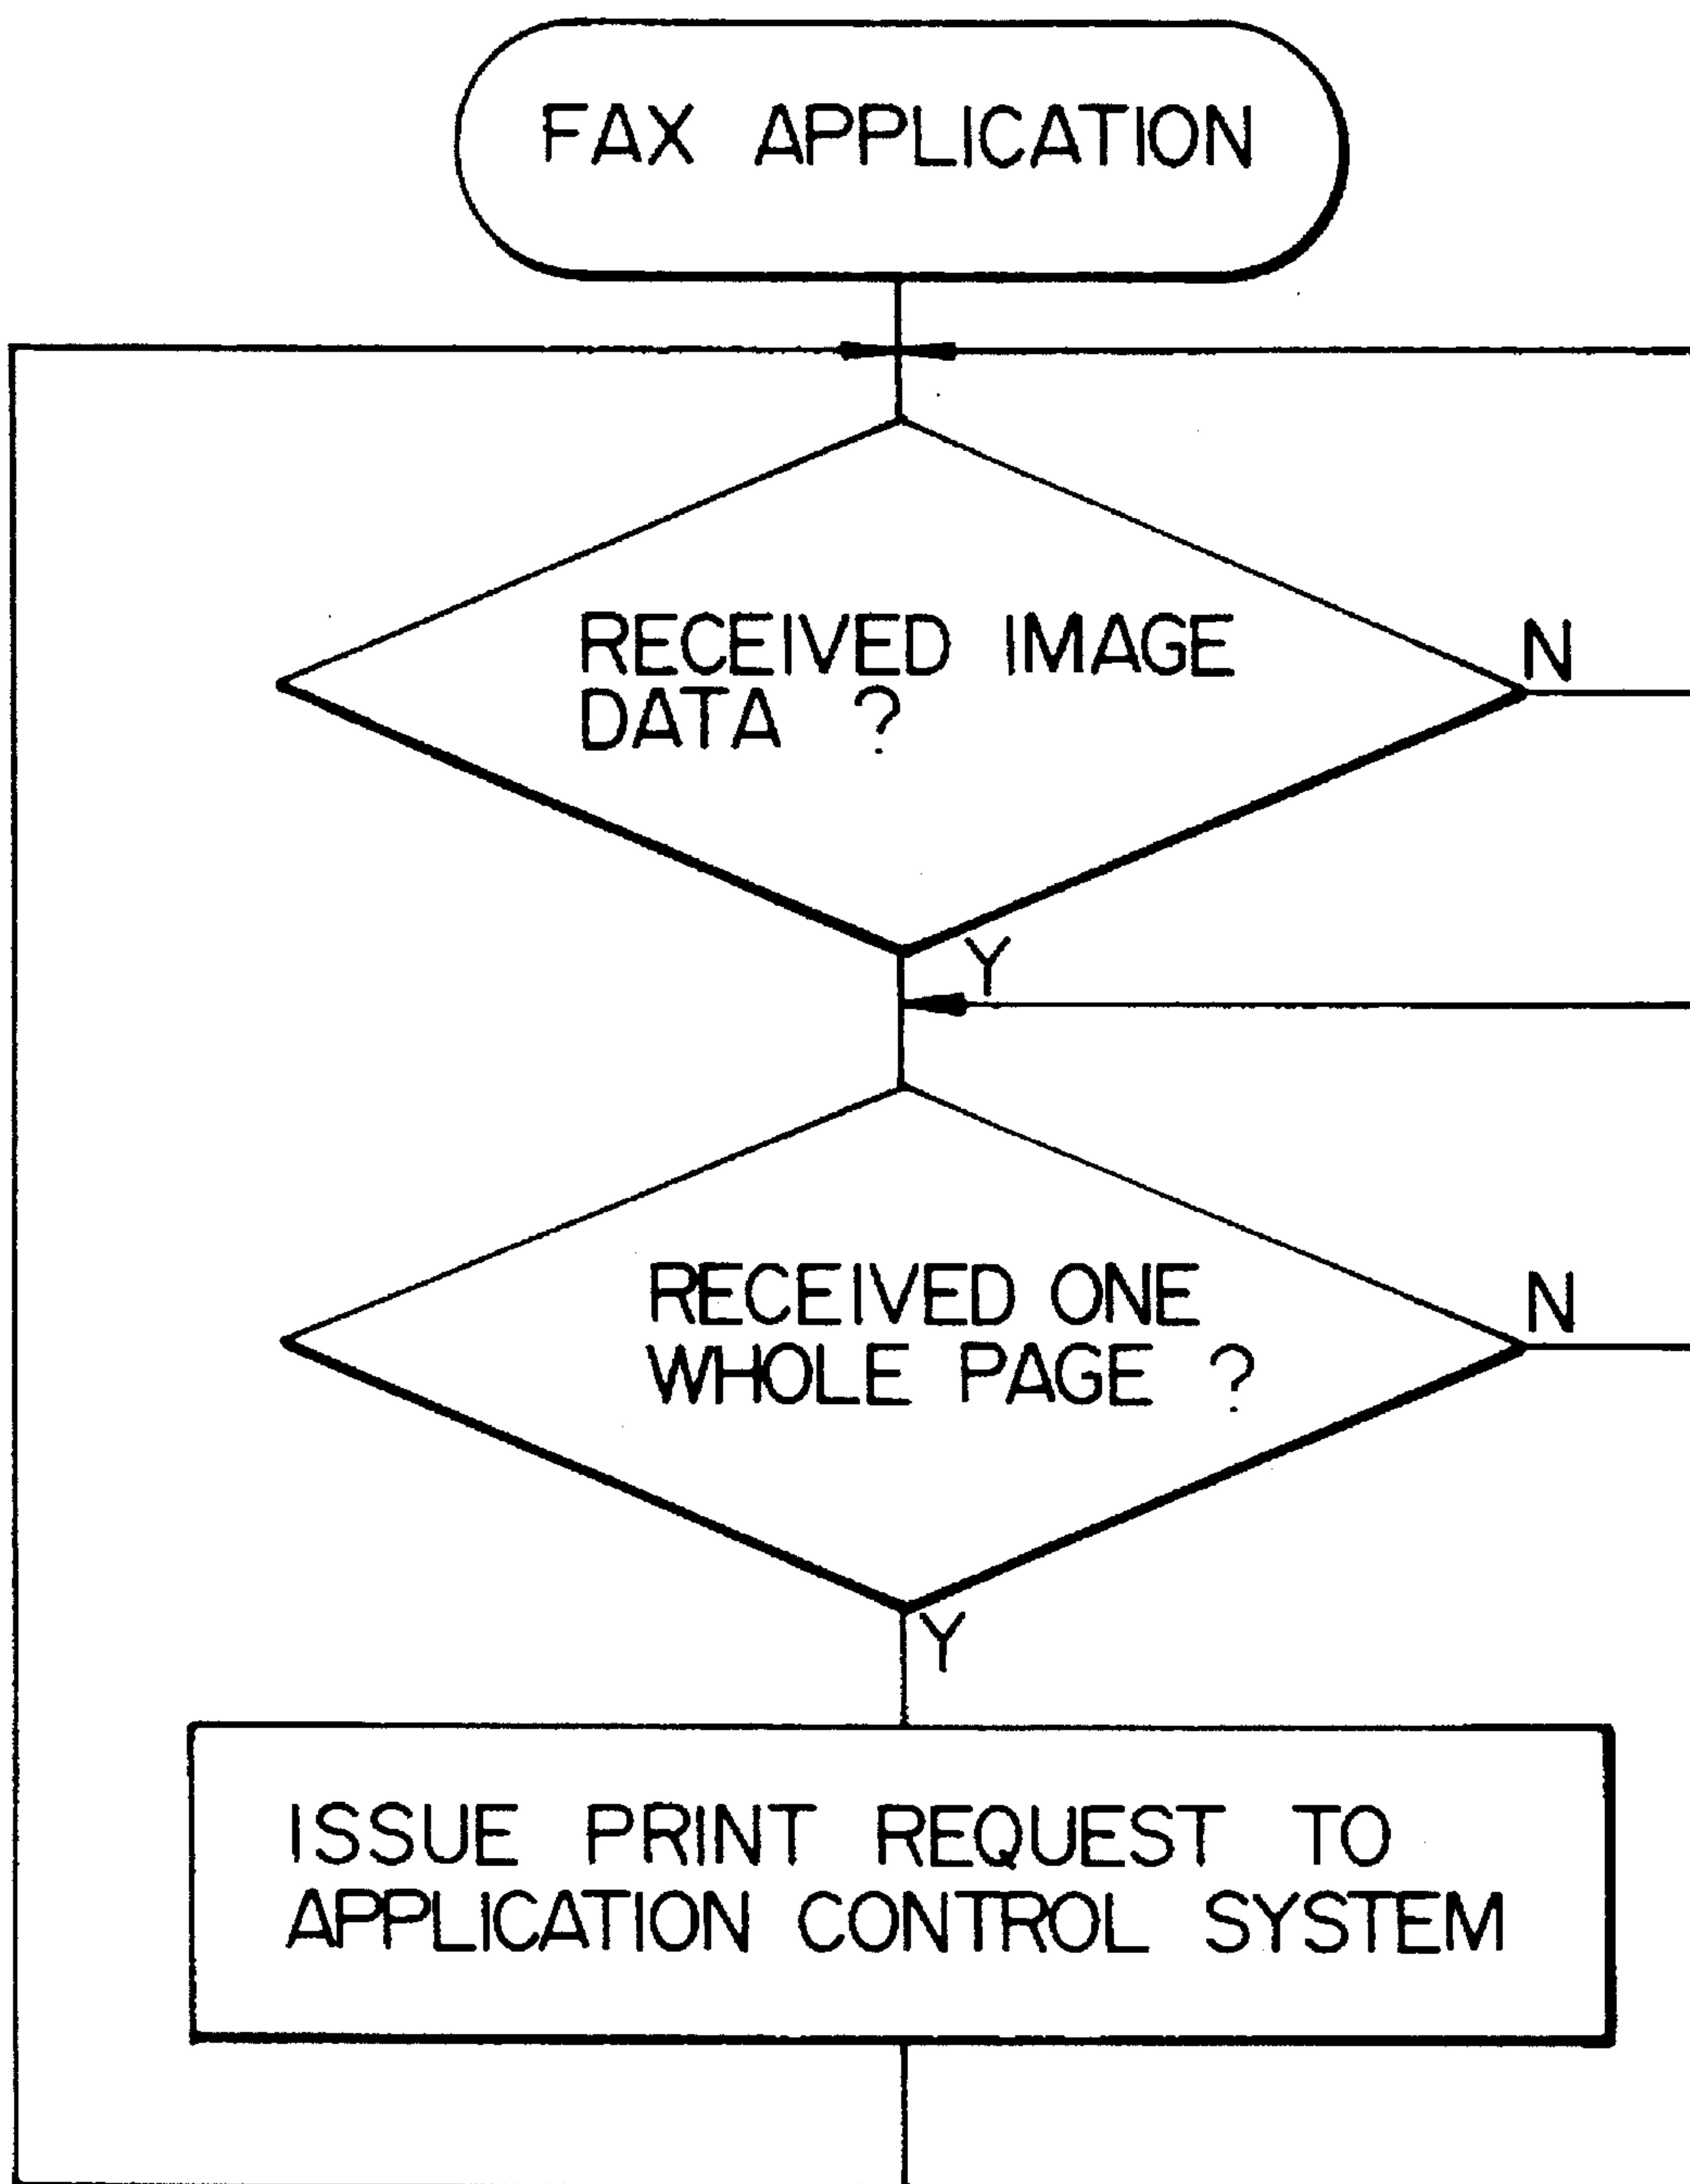 FAX APPLICATION
RECEIVED IMAGE
DATA ?
N
Y
RECEIVED ONE
WHOLE PAGE ?
N
Y
ISSUE PRINT REQUEST TO
APPLICATION CONTROL SYSTEM